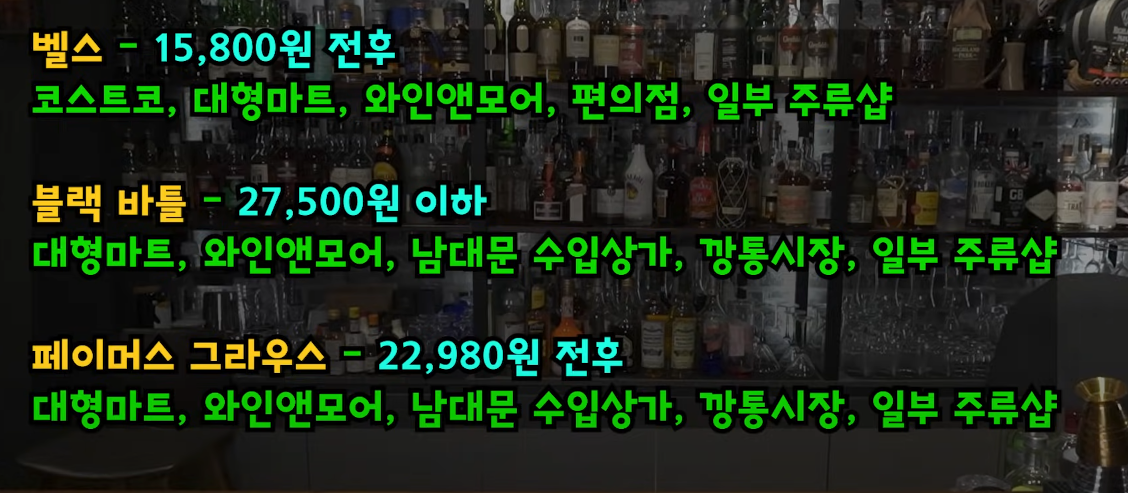 벨스 - 15,800원 전후
코스트코, 대형마트, 와인앤모어, 편의점, 일부 주류샵
블랙 바틀 - 27,500원 이하
대형마트, 와인앤모어, 남대문 수입상가, 깡통시장, 일부 주류샵
페이머스 그라우스 - 22,980원 전후
대형마트, 와인앤모어, 남대문 수입상가, 깡통시장, 일부 주류샵